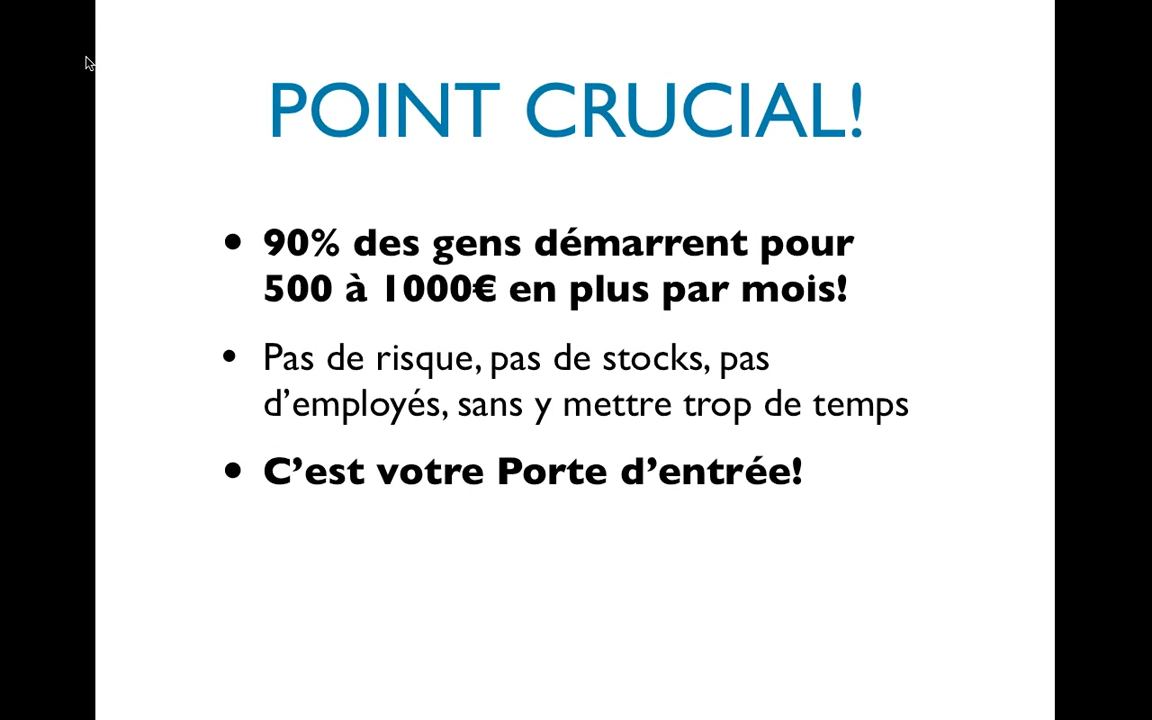 POINT CRUCIAL!
• 90% des gens démarrent pour
500 à 1000€ en plus par mois!
• Pas de risque, pas de stocks, pas
d’employés, sans y mettre trop de temps
• C’est votre Porte d’entrée!